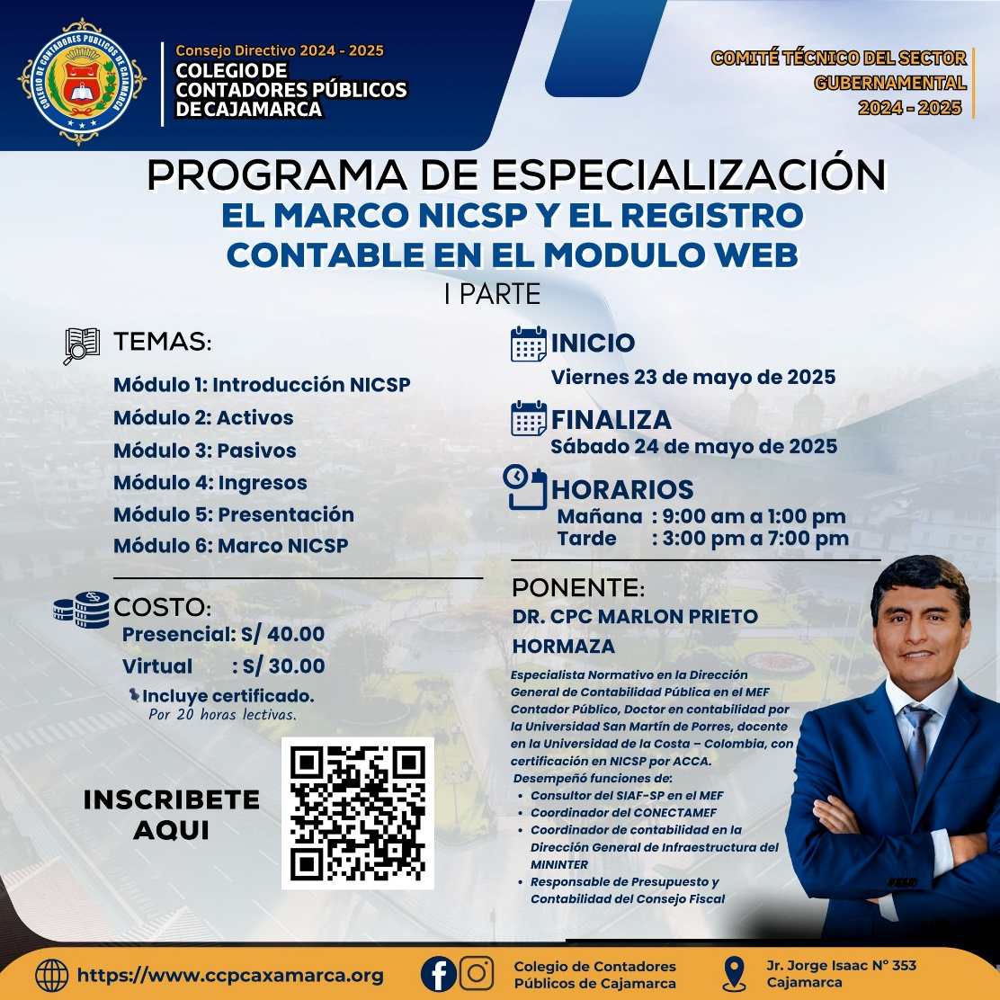 COLEGIO DE CONTADORES PUBLICOS DE CAJAMARCA
Consejo Directivo 2024 - 2025
COLEGIO DE
CONTADORES PÚBLICOS
DE CAJAMARCA
COMITÉ TÉCNICO DEL SECTOR
GUBERNAMENTAL
2024 - 2025
PROGRAMA DE ESPECIALIZACIÓN
EL MARCO NICSP Y EL REGISTRO
CONTABLE EN EL MODULO WEB
I PARTE
TEMAS:
Módulo 1: Introducción NICSP
Módulo 2: Activos
Módulo 3: Pasivos
Módulo 4: Ingresos
Módulo 5: Presentación
Módulo 6: Marco NICSP
COSTO:
Presencial: S/ 40.00
Virtual : S/ 30.00
Incluye certificado.
Por 20 horas lectivas.
INSCRIBETE
AQUI
INICIO
Viernes 23 de mayo de 2025
FINALIZA
Sábado 24 de mayo de 2025
HORARIOS
Mañana : 9:00 am a 1:00 pm
Tarde : 3:00 pm a 7:00 pm
PONENTE:
DR. CPC MARLON PRIETO
HORMAZA
Especialista Normativo en la Dirección
General de Contabilidad Pública en el MEF
Contador Público, Doctor en contabilidad por
la Universidad San Martín de Porres, docente
en la Universidad de la Costa – Colombia, con
certificación en NICSP por ACCA.
Desempeñó funciones de:
• Consultor del SIAF-SP en el MEF
• Coordinador del CONECTAMEF
• Coordinador de contabilidad en la
Dirección General de Infraestructura del
MININTER
• Responsable de Presupuesto y
Contabilidad del Consejo Fiscal
https://www.ccpcaxamarca.org
Colegio de Contadores
Públicos de Cajamarca
Jr. Jorge Isaac Nº 353
Cajamarca